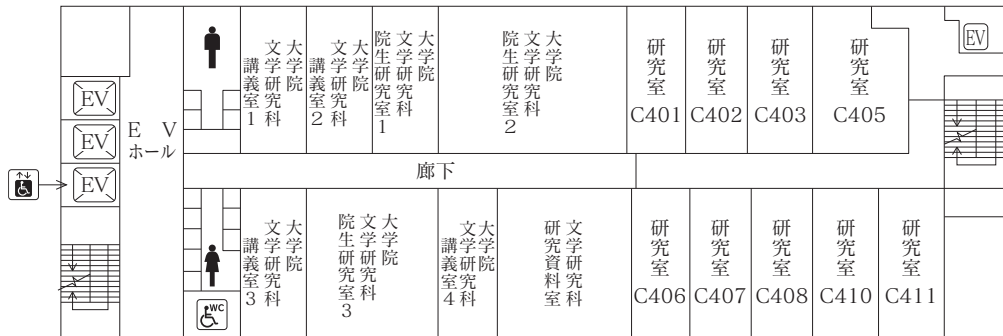 EV
EV
EV
E V
ホール
大学院
文学研究科
講義室1
大学院
文学研究科
講義室2
大学院
文学研究科
院生研究室1
大学院
文学研究科
院生研究室2
研究室
C401
研究室
C402
研究室
C403
研究室
C405
EV
廊下
WC
大学院
文学研究科
講義室3
大学院
文学研究科
院生研究室3
大学院
文学研究科
講義室4
文学研究科
研究資料室
研究室
C406
研究室
C407
研究室
C408
研究室
C410
研究室
C411